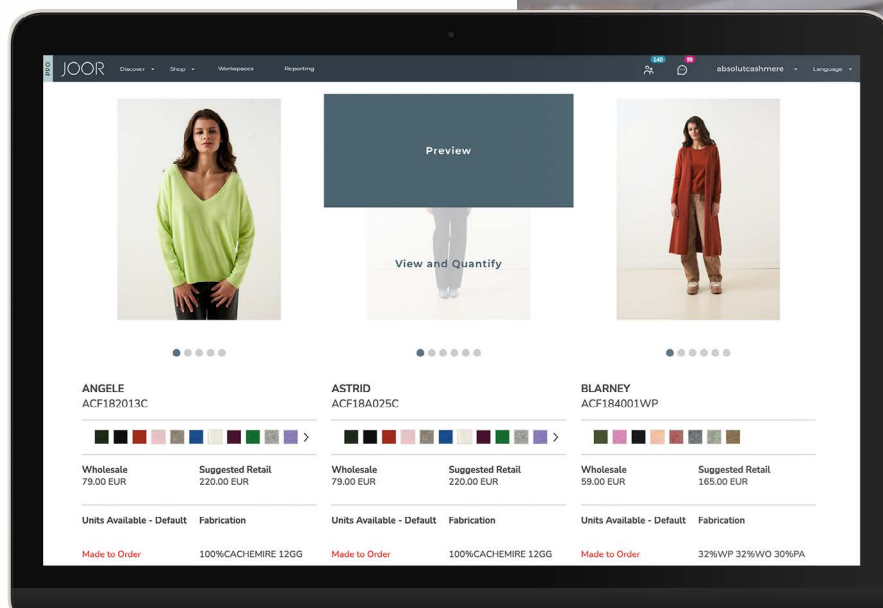 PRO
JOOR
Discover
Shop
Workspaces
Reporting
140
99
absolutcashmere
Language
Preview
View and Quantify
ANGELE
ACF182013C
Wholesale
79.00 EUR
Suggested Retail
220.00 EUR
Units Available - Default
Fabrication
Made to Order
100%CACHEMIRE 12GG
ASTRID
ACF18A025C
Wholesale
79.00 EUR
Suggested Retail
220.00 EUR
Units Available - Default
Fabrication
Made to Order
100%CACHEMIRE 12GG
BLARNEY
ACF184001WP
Wholesale
59.00 EUR
Suggested Retail
165.00 EUR
Units Available - Default
Fabrication
Made to Order
32%WP 32%WO 30%PA